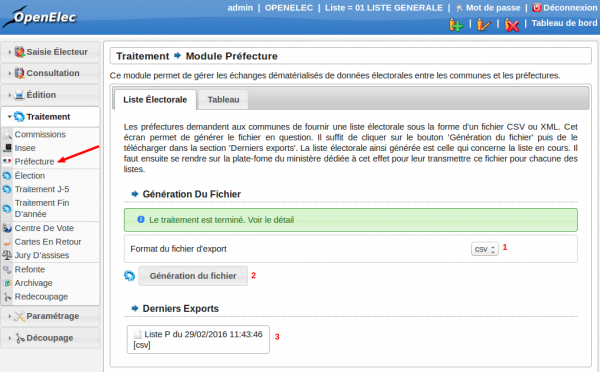 OpenElec
admin | OPENELEC | Liste = 01 LISTE GENERALE | Mot de passe | Déconnexion
| | | Tableau de bord
Saisie Électeur
Consultation
Édition
Traitement
Commissions
Insee
Préfecture
Élection
Traitement J-5
Traitement Fin
D'année
Centre De Vote
Cartes En Retour
Jury D'assises
Refonte
Archivage
Redecoupage
Paramétrage
Découpage
Traitement Module Préfecture
Ce module permet de gérer les échanges dématérialisés de données électorales entre les communes et les préfectures.
Liste Électorale Tableau
Les préfectures demandent aux communes de fournir une liste électorale sous la forme d'un fichier CSV ou XML. Cet
écran permet de générer le fichier en question. Il suffit de cliquer sur le bouton 'Génération du fichier' puis de le
télécharger dans la section 'Derniers exports'. La liste électorale ainsi générée est celle qui concerne la liste en cours. Il
faut ensuite se rendre sur la plate-fome du ministère dédiée à cet effet pour leur transmettre ce fichier pour chacune des
listes.
Génération Du Fichier
Le traitement est terminé. Voir le détail
Format du fichier d'export csv 1
Génération du fichier 2
Derniers Exports
Liste P du 29/02/2016 11:43:46
[csv] 3